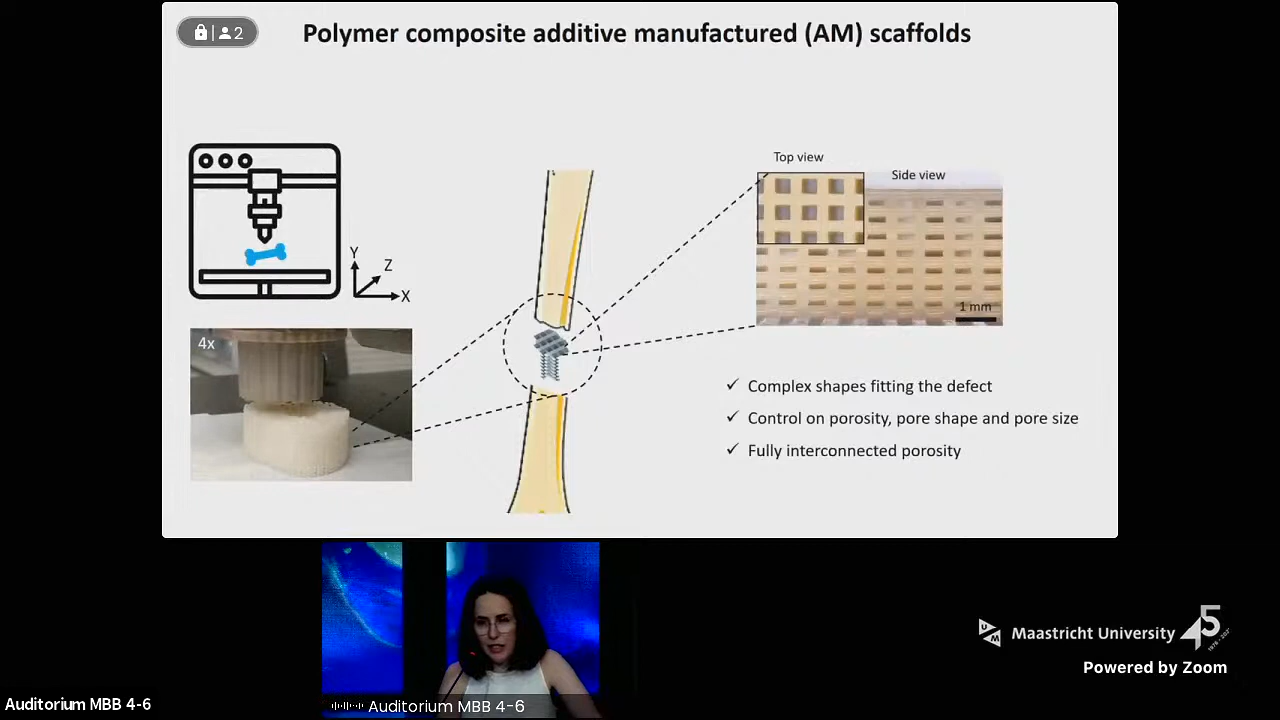 2
Polymer composite additive manufactured (AM) scaffolds
Top view
Side view
Y
Z
X
1 mm
4x
✓ Complex shapes fitting the defect
✓ Control on porosity, pore shape and pore size
✓ Fully interconnected porosity
UM
Maastricht University
45
Powered by Zoom
Auditorium MBB 4-6
Auditorium MBB 4-6